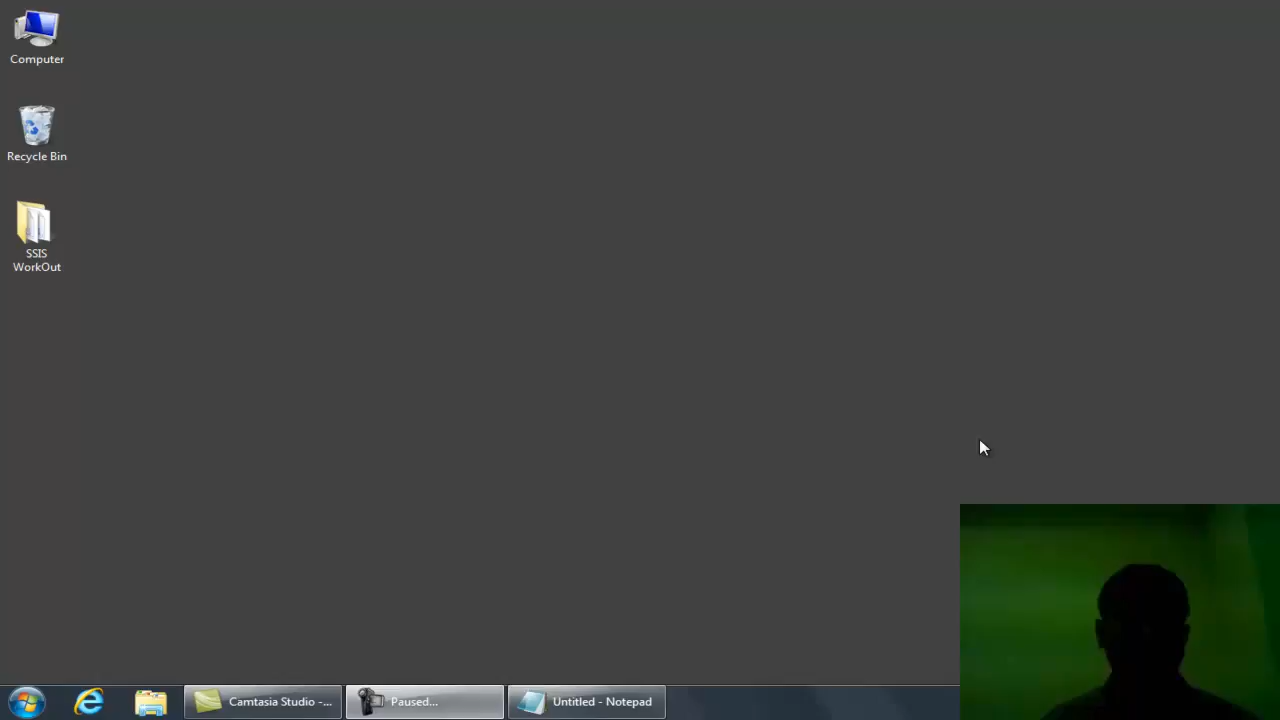 Computer
Recycle Bin
SSIS
WorkOut
Camtasia Studio -...
Paused...
Untitled - Notepad